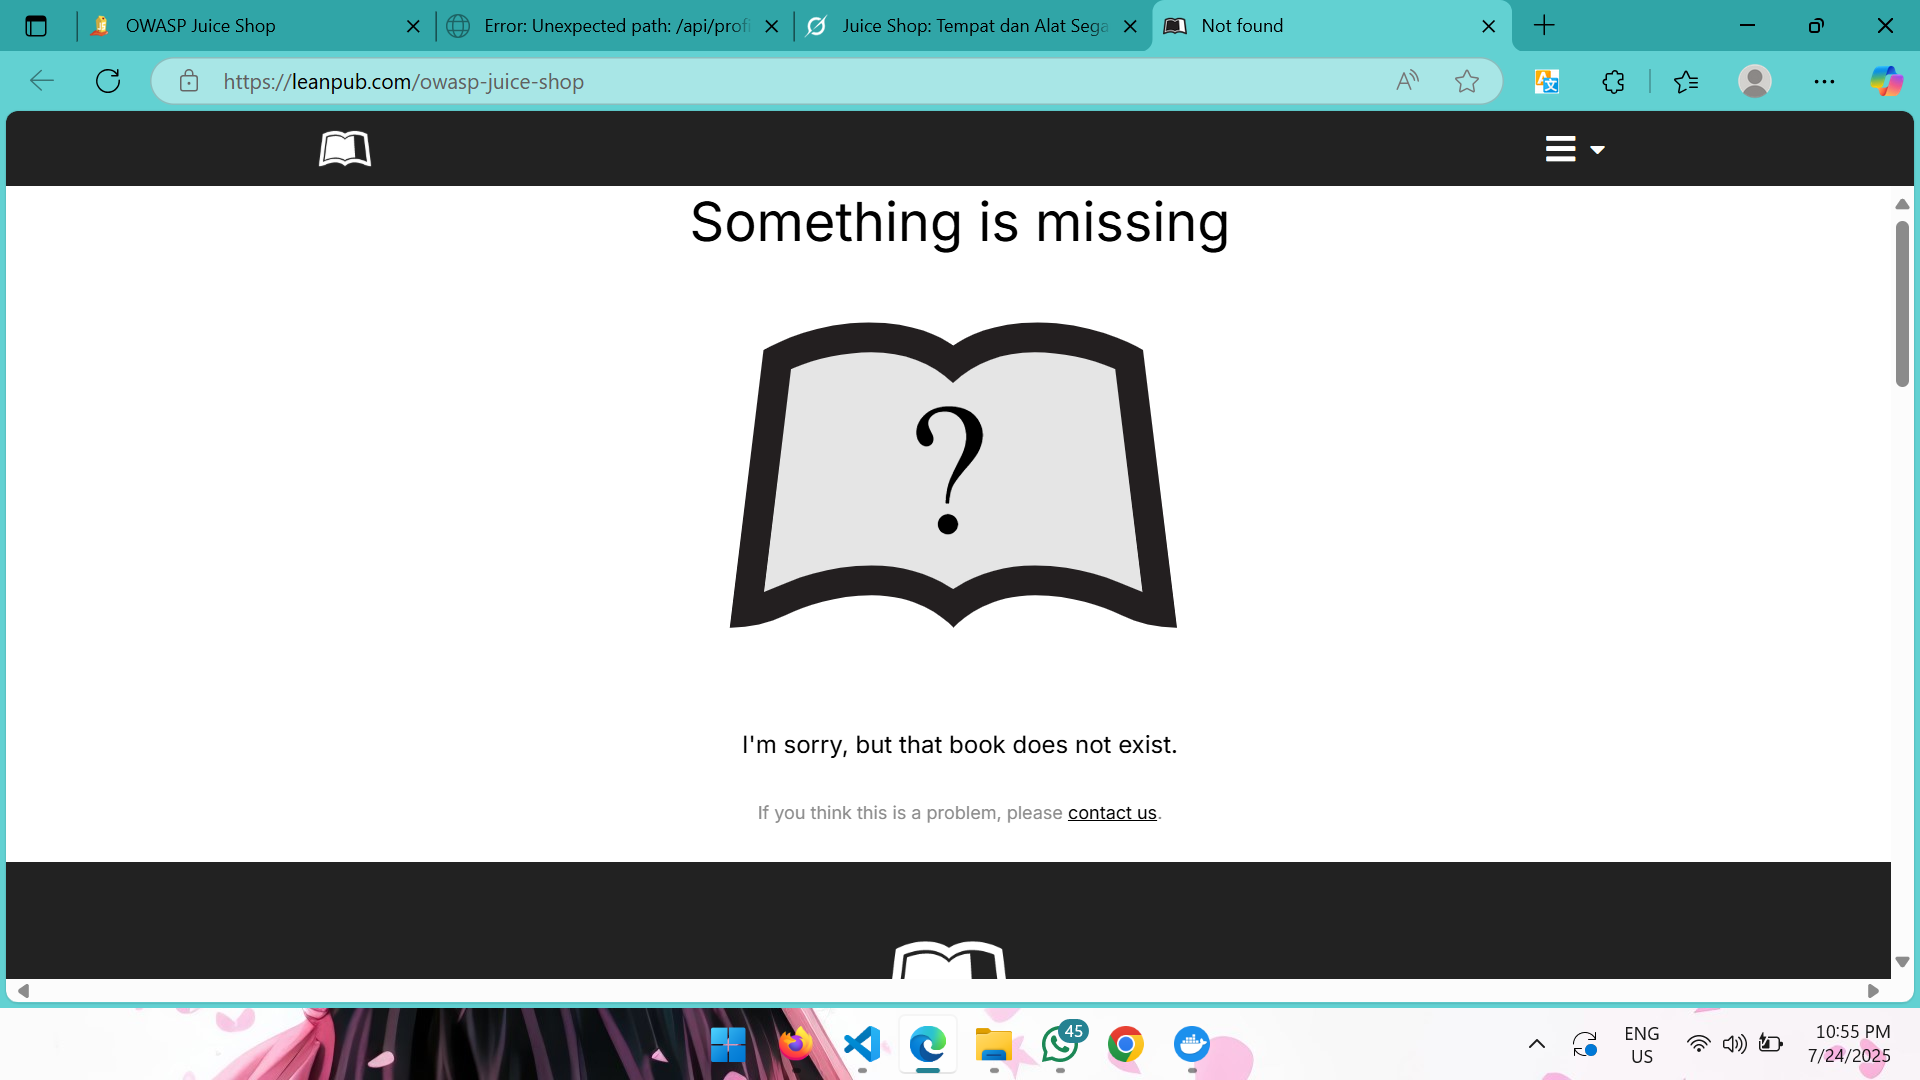 OWASP Juice Shop
Error: Unexpected path: /api/profi
Juice Shop: Tempat dan Alat Sega
Not found
https://leanpub.com/owasp-juice-shop
Something is missing
?
I'm sorry, but that book does not exist.
If you think this is a problem, please contact us.
45
ENG
US
10:55 PM
7/24/2025